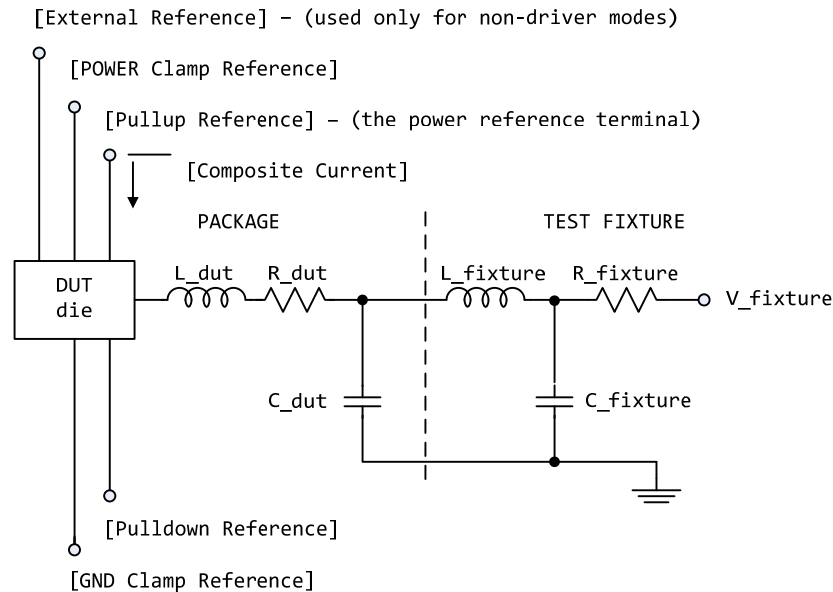 [External Reference] – (used only for non-driver modes)
[POWER Clamp Reference]
[Pullup Reference] – (the power reference terminal)
[Composite Current]
PACKAGE
TEST FIXTURE
DUT
die
L_dut
R_dut
L_fixture
R_fixture
V_fixture
C_dut
C_fixture
[Pulldown Reference]
[GND Clamp Reference]